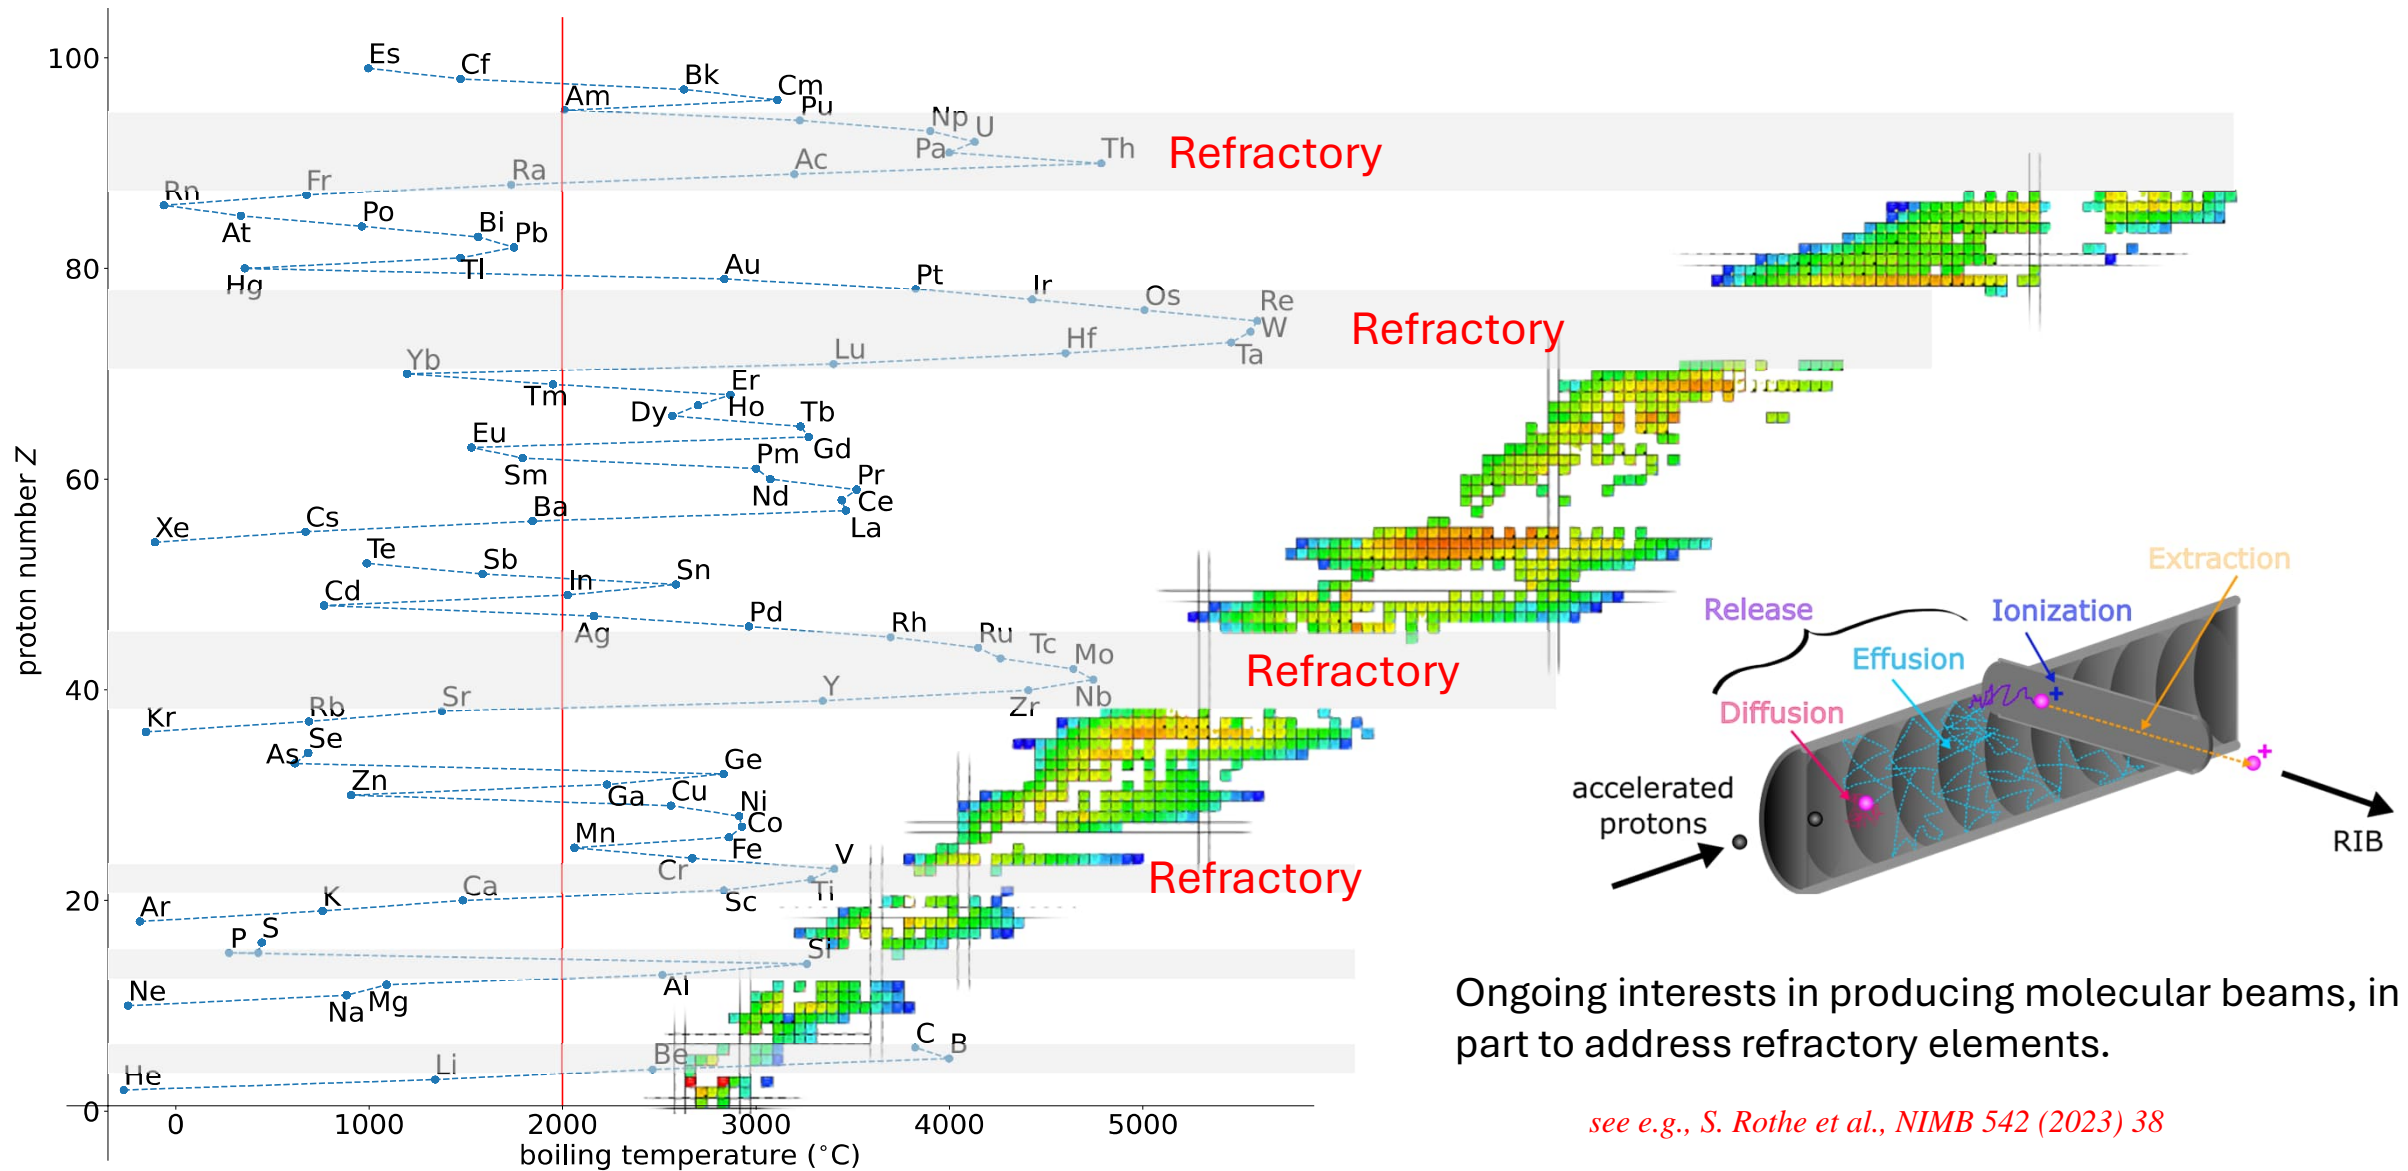 100
80
60
40
20
0
proton number Z
Es
Cf
Bk
Cm
Am
Pu
Np
U
Pa
Th
Refractory
Ac
Ra
Fr
Rn
At
Po
Bi
Pb
Tl
Hg
Au
Pt
Ir
Os
Re
W
Ta
Refractory
Hf
Lu
Yb
Tm
Er
Ho
Dy
Tb
Gd
Eu
Sm
Pm
Nd
Pr
Ce
La
Ba
Cs
Xe
Te
Sb
Sn
In
Cd
Ag
Pd
Rh
Ru
Tc
Mo
Nb
Zr
Refractory
Y
Sr
Rb
Kr
Se
As
Ge
Ga
Zn
Cu
Ni
Co
Fe
Mn
Cr
V
Ti
Sc
Refractory
Ca
K
Ar
S
P
Si
Al
Mg
Na
Ne
C
B
Be
Li
He
0 1000 2000 3000 4000 5000
boiling temperature (°C)
Extraction
Release
Ionization
Effusion
Diffusion
+
+
accelerated
protons
RIB
Ongoing interests in producing molecular beams, in
part to address refractory elements.
see e.g., S. Rothe et al., NIMB 542 (2023) 38